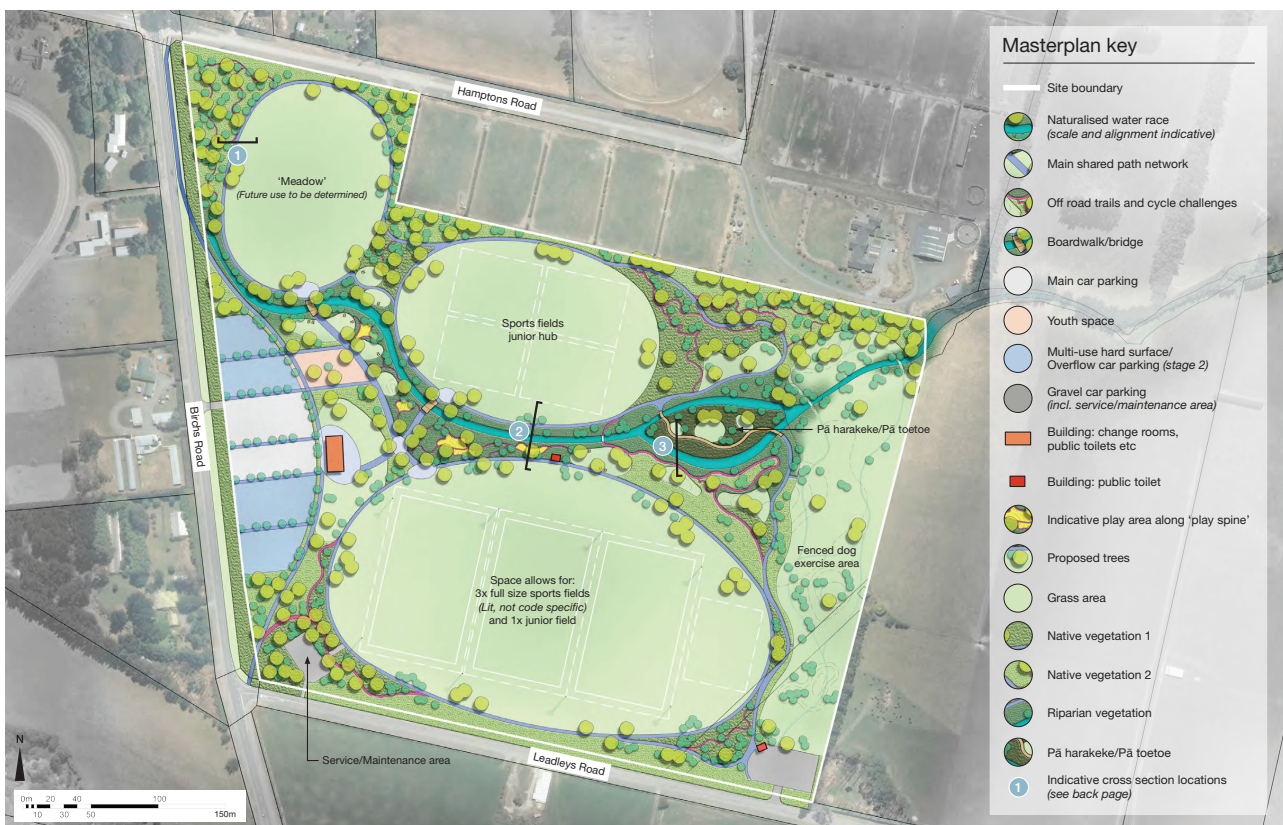 Hamptons Road
1
'Meadow'
(Future use to be determined)
Sports fields
junior hub
Birchs Road
2
3
Pā harakeke/Pā toetoe
Fenced dog
exercise area
Space allows for:
3x full size sports fields
(Lit, not code specific)
and 1x junior field
Service/Maintenance area
Leadleys Road
N
0m 20 40 100
10 30 50 150m
Masterplan key
Site boundary
Naturalised water race
(scale and alignment indicative)
Main shared path network
Off road trails and cycle challenges
Boardwalk/bridge
Main car parking
Youth space
Multi-use hard surface/
Overflow car parking (stage 2)
Gravel car parking
(incl. service/maintenance area)
Building: change rooms,
public toilets etc
Building: public toilet
Indicative play area along 'play spine'
Proposed trees
Grass area
Native vegetation 1
Native vegetation 2
Riparian vegetation
Pā harakeke/Pā toetoe
1
Indicative cross section locations
(see back page)